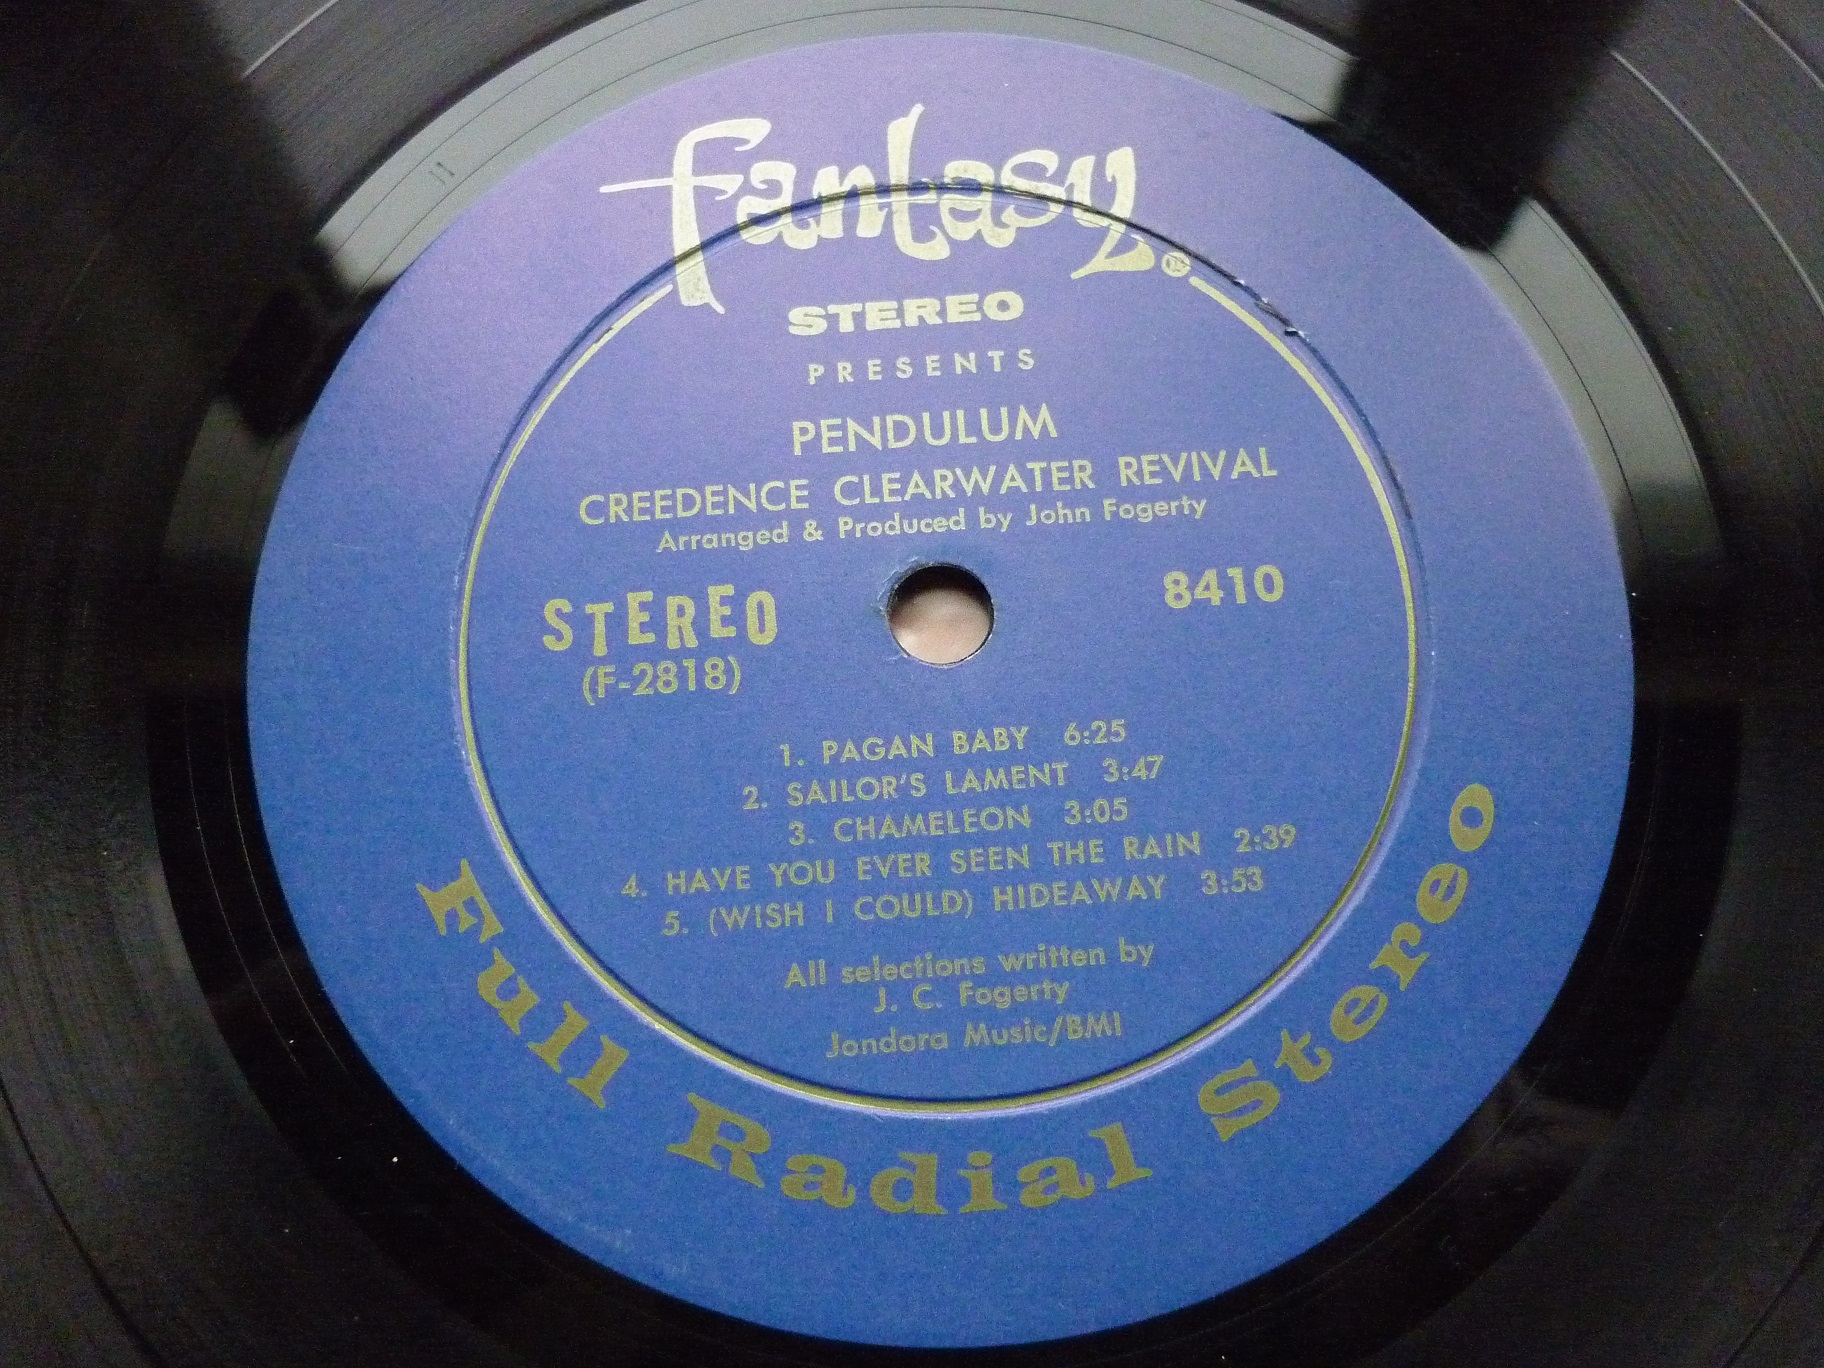 fantasy®
STEREO
PRESENTS
PENDULUM
CREEDENCE CLEARWATER REVIVAL
Arranged & Produced by John Fogerty
STEREO
(F-2818)
8410
1. PAGAN BABY 6:25
2. SAILOR'S LAMENT 3:47
3. CHAMELEON 3:05
4. HAVE YOU EVER SEEN THE RAIN 2:39
5. (WISH I COULD) HIDEAWAY 3:53
All selections written by
J. C. Fogerty
Jondora Music/BMI
Full Radial Stereo